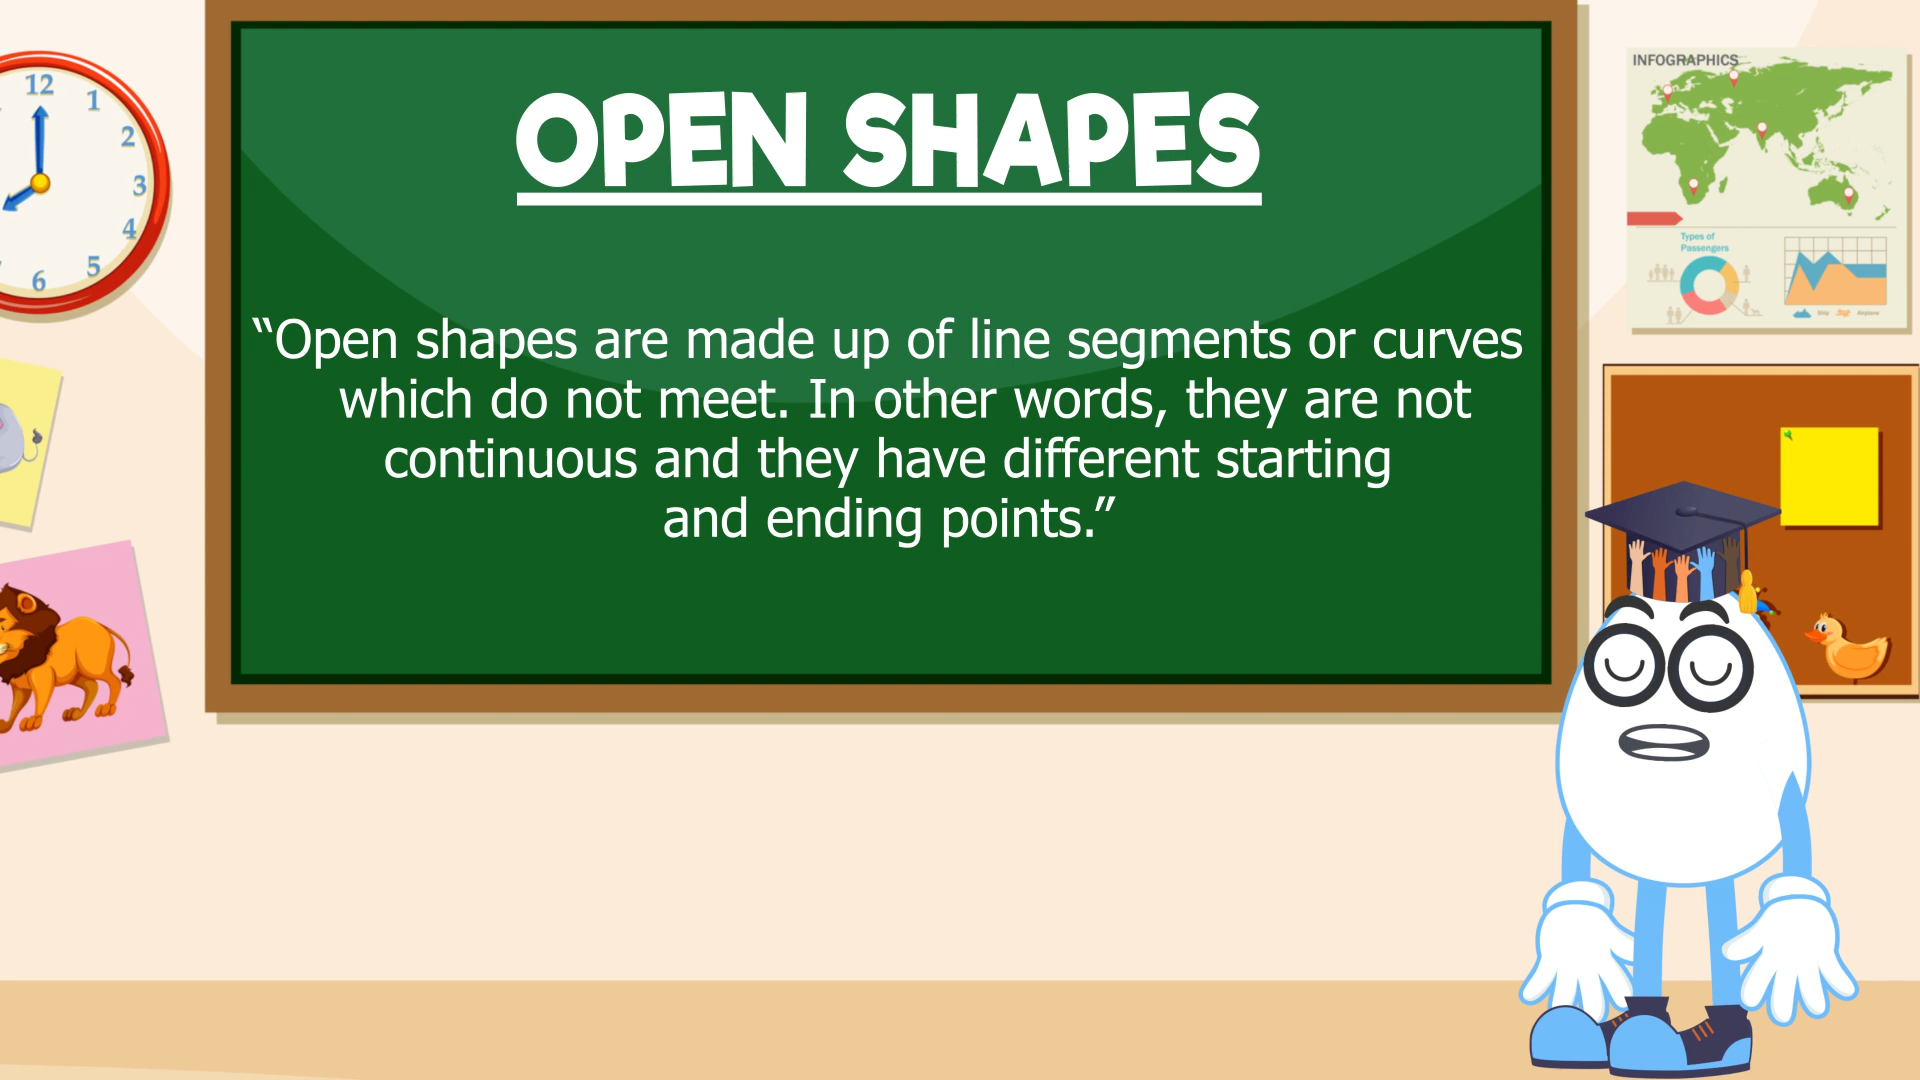 OPEN SHAPES
“Open shapes are made up of line segments or curves
which do not meet. In other words, they are not
continuous and they have different starting
and ending points.”
12
1
2
3
4
5
6
INFOGRAPHICS
Types of
Passengers